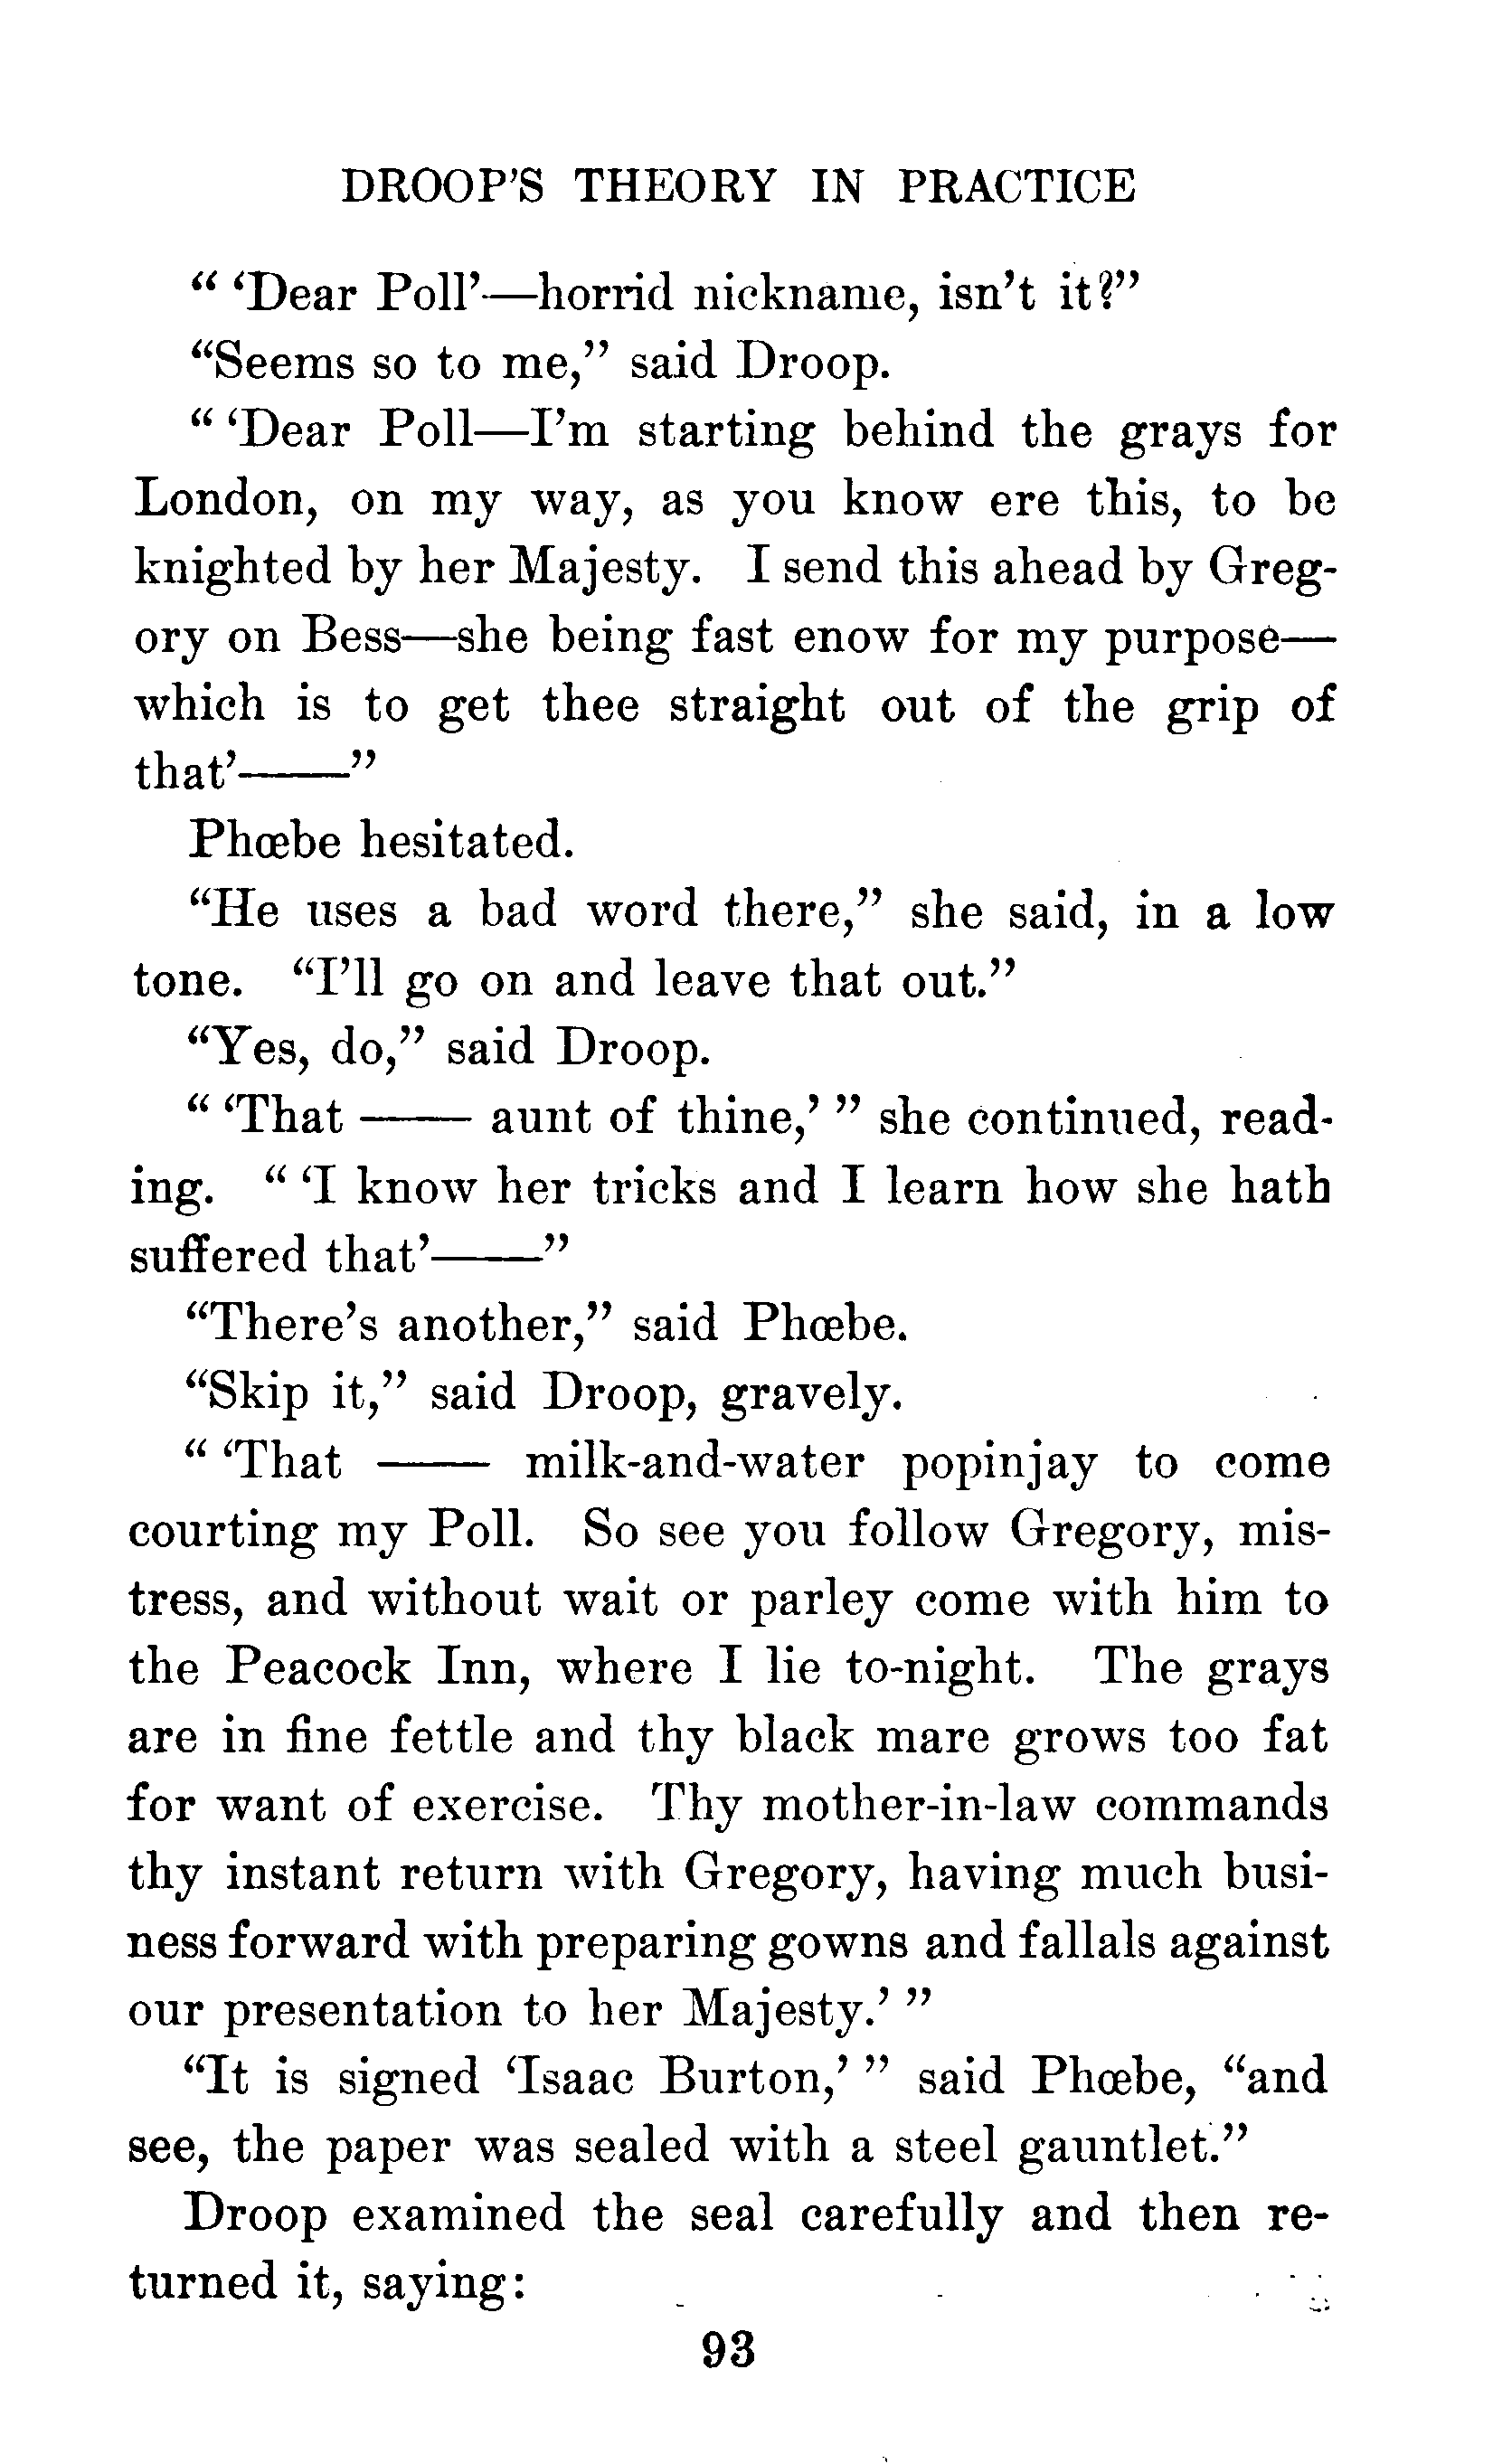 DROOP'S THEORY IN PRACTICE
“ ‘Dear Poll’—horrid nickname, isn’t it?”
“Seems so to me,” said Droop.
“ ‘Dear Poll—I’m starting behind the grays for
London, on my way, as you know ere this, to be
knighted by her Majesty. I send this ahead by Greg-
ory on Bess—she being fast enow for my purpose—
which is to get thee straight out of the grip of
that’——”
Phœbe hesitated.
“He uses a bad word there,” she said, in a low
tone. “I’ll go on and leave that out.”
“Yes, do,” said Droop.
“ ‘That —— aunt of thine,’ ” she continued, read-
ing. “ ‘I know her tricks and I learn how she hath
suffered that’——”
“There’s another,” said Phœbe.
“Skip it,” said Droop, gravely.
“ ‘That —— milk-and-water popinjay to come
courting my Poll. So see you follow Gregory, mis-
tress, and without wait or parley come with him to
the Peacock Inn, where I lie to-night. The grays
are in fine fettle and thy black mare grows too fat
for want of exercise. Thy mother-in-law commands
thy instant return with Gregory, having much busi-
ness forward with preparing gowns and fallals against
our presentation to her Majesty.’ ”
“It is signed ‘Isaac Burton,’ ” said Phœbe, “and
see, the paper was sealed with a steel gauntlet.”
Droop examined the seal carefully and then re-
turned it, saying:
93